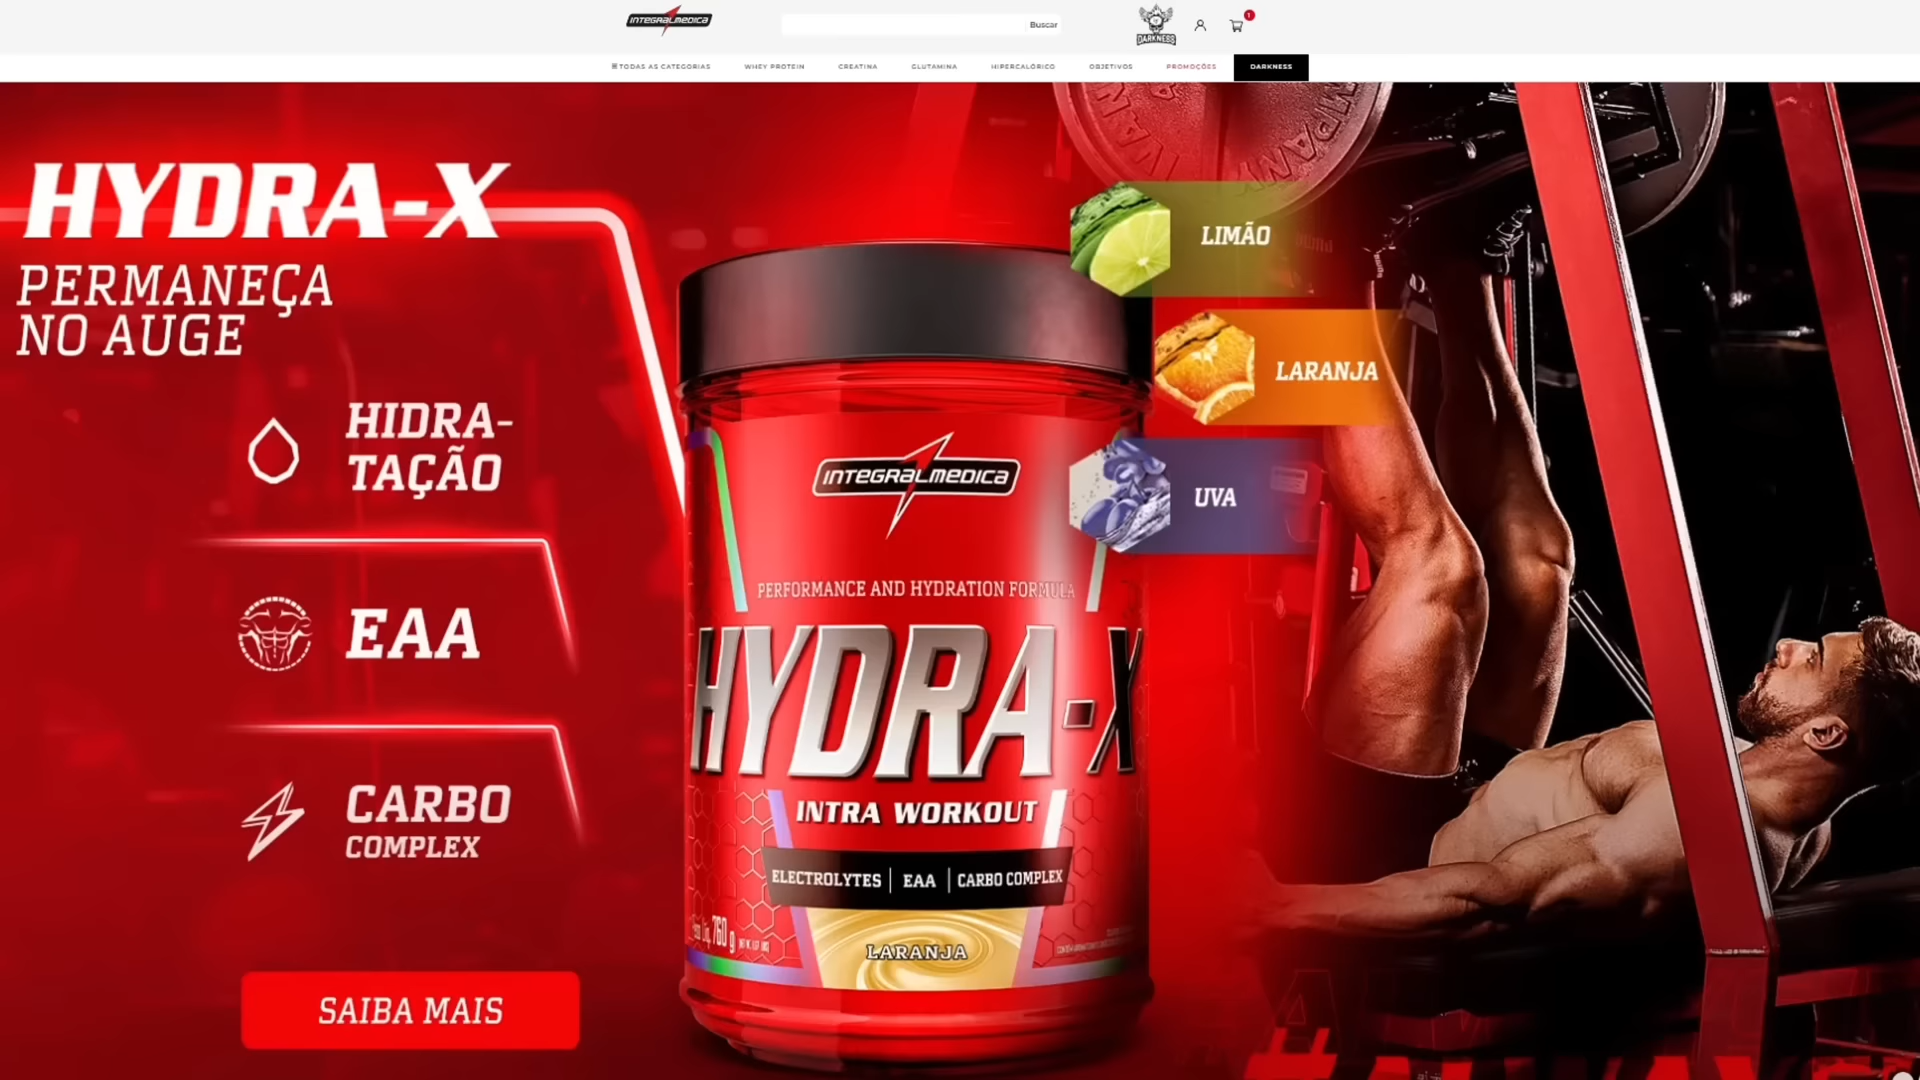 INTEGRALMEDICA
Buscar
DARKNESS
1
TODAS AS CATEGORIAS
WHEY PROTEIN
CREATINA
GLUTAMINA
HIPERCALÓRICO
OBJETIVOS
PROMOÇÕES
DARKNESS
HYDRA-X
PERMANEÇA
NO AUGE
HIDRA-
TAÇÃO
EAA
CARBO
COMPLEX
SAIBA MAIS
INTEGRALMEDICA
PERFORMANCE AND HYDRATION FORMULA
HYDRA-X
INTRA WORKOUT
ELECTROLYTES | EAA | CARBO COMPLEX
760 g
LARANJA
LIMÃO
LARANJA
UVA